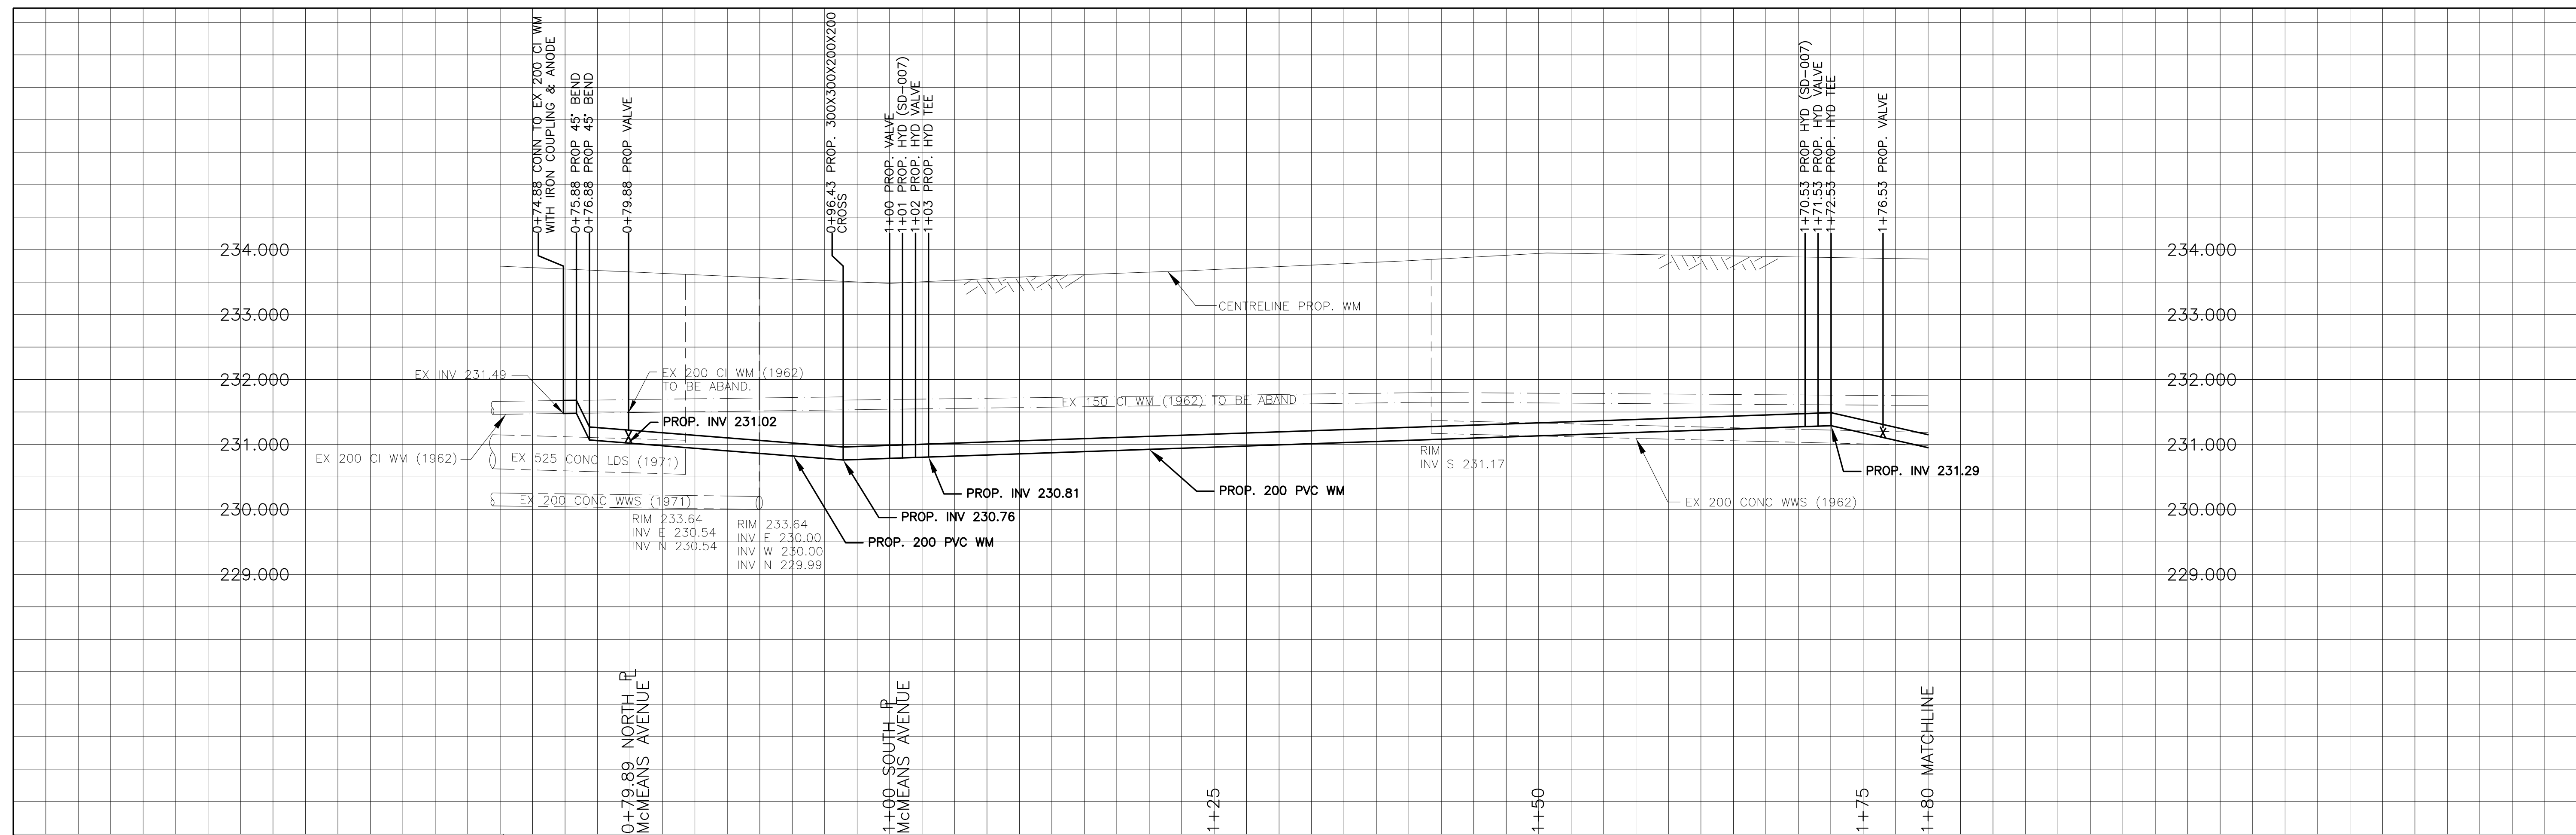 0+74.88 CONN TO EX 200 CI WM
WITH IRON COUPLING & ANODE
0+75.88 PROP 45° BEND
0+76.88 PROP 45° BEND
0+79.88 PROP VALVE
0+96.43 PROP. 300X300X200X200
CROSS
1+00 PROP. VALVE
1+01 PROP. HYD (SD-007)
1+02 PROP. HYD VALVE
1+03 PROP. HYD TEE
1+70.53 PROP HYD (SD-007)
1+71.53 PROP. HYD VALVE
1+72.53 PROP. HYD TEE
1+76.53 PROP. VALVE
234.000
234.000
CENTRELINE PROP. WM
233.000
233.000
EX INV 231.49
EX 200 CI WM (1962)
TO BE ABAND.
232.000
232.000
EX 150 CI WM (1962) TO BE ABAND
PROP. INV 231.02
231.000
231.000
EX 200 CI WM (1962)
EX 525 CONC LDS (1971)
RIM
INV S 231.17
PROP. INV 231.29
PROP. INV 230.81
PROP. 200 PVC WM
EX 200 CONC WWS (1971)
EX 200 CONC WWS (1962)
230.000
230.000
PROP. INV 230.76
RIM 233.64
INV E 230.54
INV N 230.54
RIM 233.64
INV E 230.00
INV W 230.00
INV N 229.99
PROP. 200 PVC WM
229.000
229.000
0+79.89 NORTH PL
McMEANS AVENUE
1+00 SOUTH PL
McMEANS AVENUE
1+25
1+50
1+75
1+80 MATCHLINE